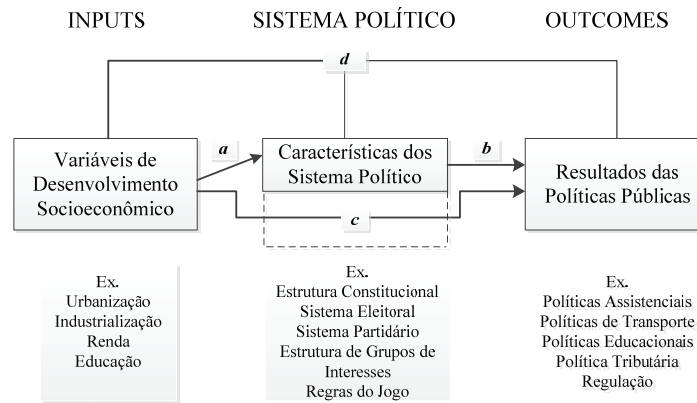 INPUTS
SISTEMA POLÍTICO
OUTCOMES
d
a
b
c
Variáveis de
Desenvolvimento
Socioeconômico
Características dos
Sistema Político
Resultados das
Políticas Públicas
Ex.
Urbanização
Industrialização
Renda
Educação
Ex.
Estrutura Constitucional
Sistema Eleitoral
Sistema Partidário
Estrutura de Grupos de
Interesses
Regras do Jogo
Ex.
Políticas Assistenciais
Políticas de Transporte
Políticas Educacionais
Política Tributária
Regulação